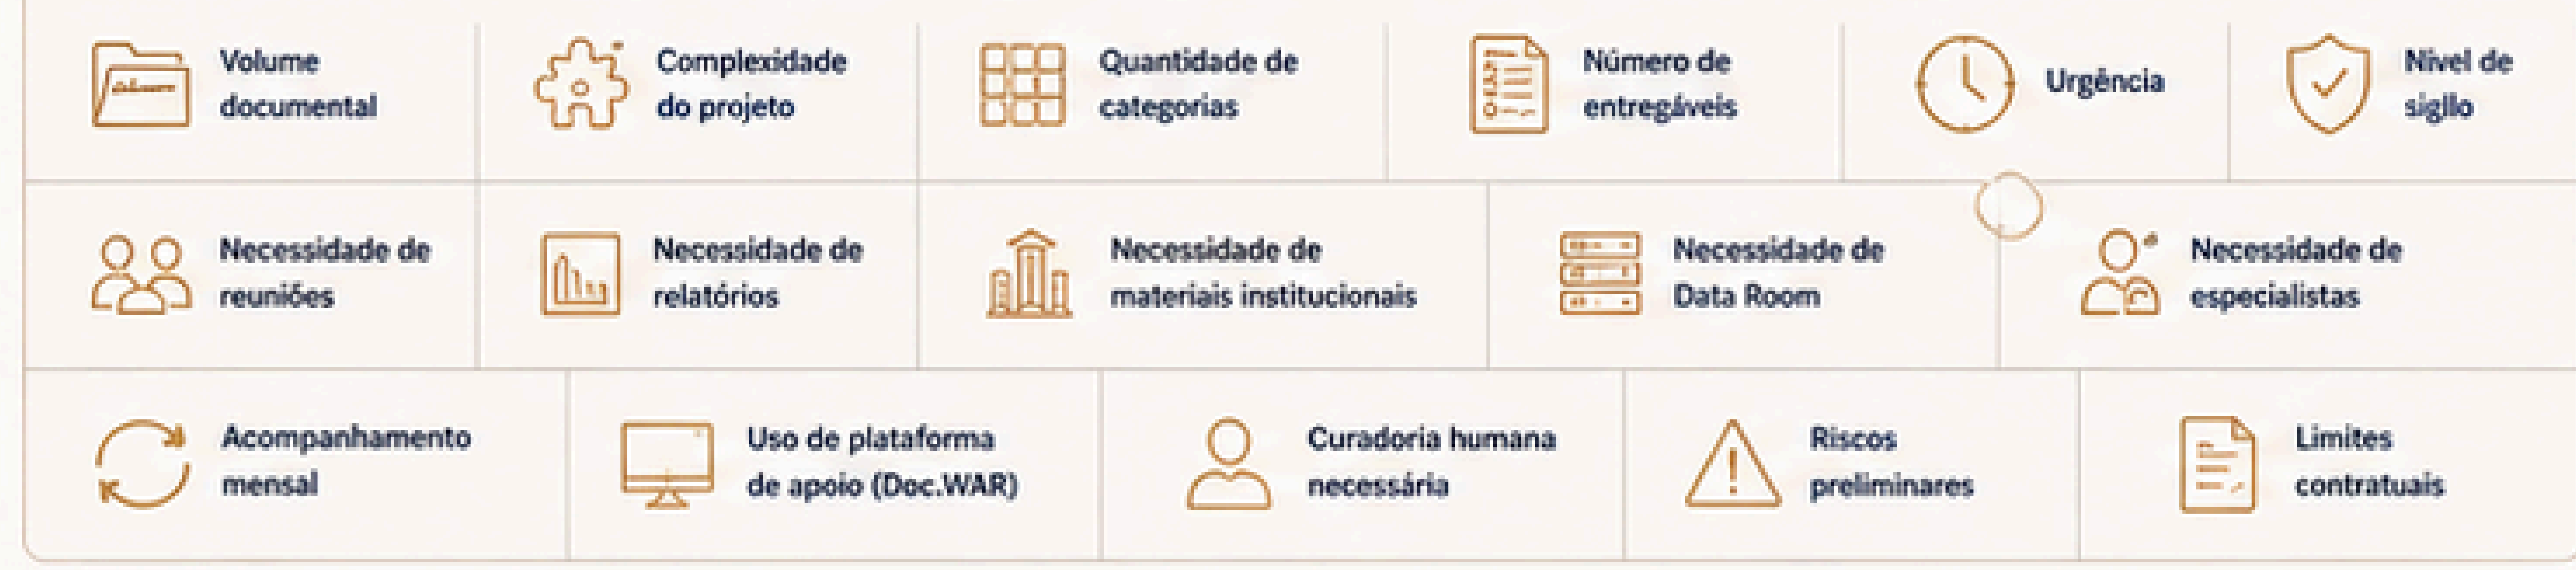 Volume
documental
Complexidade
do projeto
Quantidade de
categorias
Número de
entregáveis
Urgência
Nível de
sigilo
Necessidade de
reuniões
Necessidade de
relatórios
Necessidade de
materiais institucionais
Necessidade de
Data Room
Necessidade de
especialistas
Acompanhamento
mensal
Uso de plataforma
de apoio (Doc.WAR)
Curadoria humana
necessária
Riscos
preliminares
Limites
contratuais